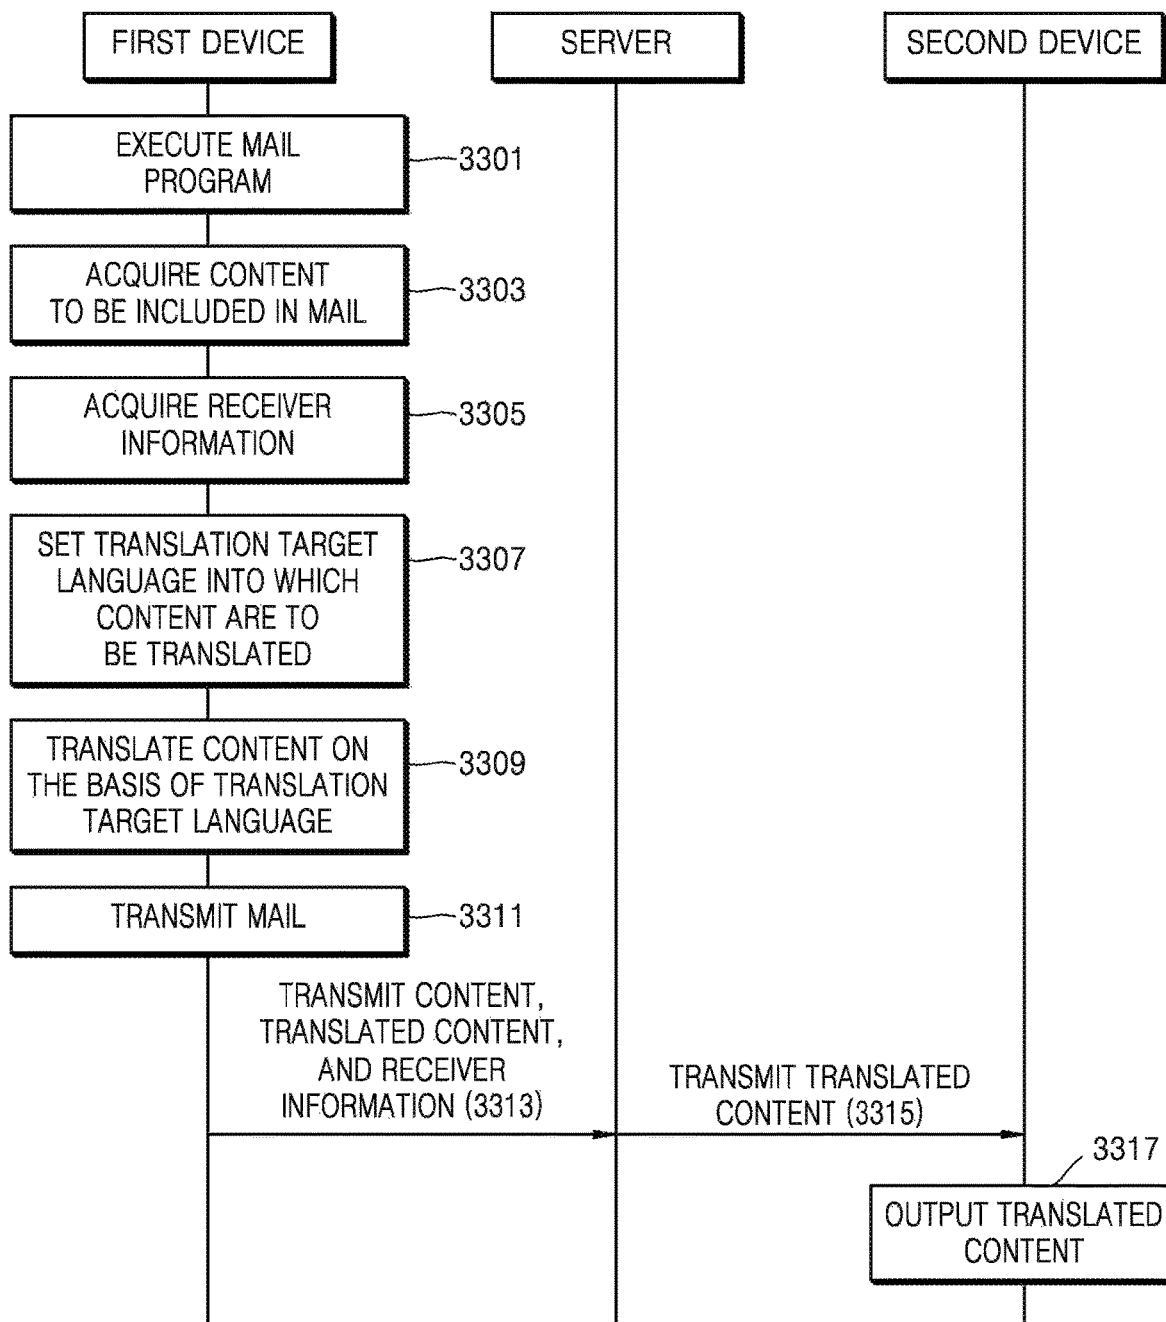 FIRST DEVICE
SERVER
SECOND DEVICE
EXECUTE MAIL
PROGRAM
3301
ACQUIRE CONTENT
TO BE INCLUDED IN MAIL
3303
ACQUIRE RECEIVER
INFORMATION
3305
SET TRANSLATION TARGET
LANGUAGE INTO WHICH
CONTENT ARE TO
BE TRANSLATED
3307
TRANSLATE CONTENT ON
THE BASIS OF TRANSLATION
TARGET LANGUAGE
3309
TRANSMIT MAIL
3311
TRANSMIT CONTENT,
TRANSLATED CONTENT,
AND RECEIVER
INFORMATION (3313)
TRANSMIT TRANSLATED
CONTENT (3315)
3317
OUTPUT TRANSLATED
CONTENT